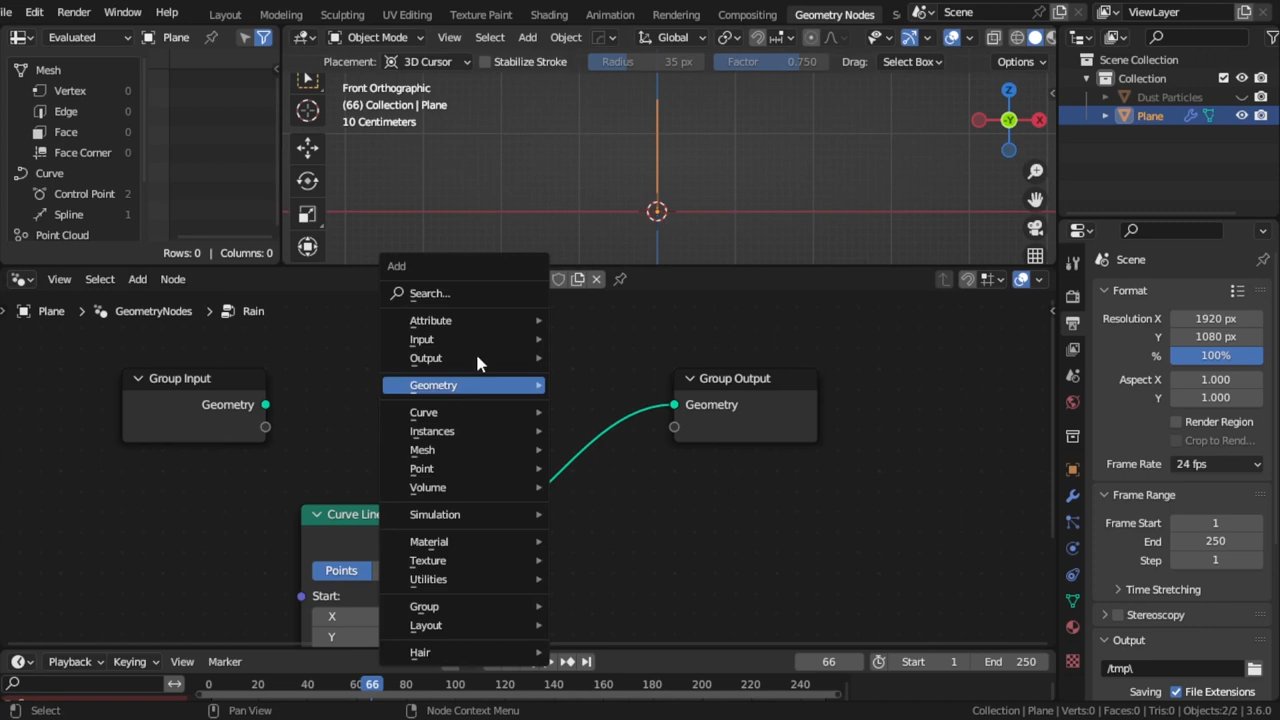 ile Edit Render Window Help Layout Modeling Sculpting UV Editing Texture Paint Shading Animation Rendering Compositing Geometry Nodes S Scene ViewLayer
Evaluated Plane
Object Mode View Select Add Object Global
Placement: 3D Cursor Stabilize Stroke Radius 35 px Factor 0.750 Drag: Select Box Options
Mesh
Vertex 0
Edge 0
Face 0
Face Corner 0
Curve
Control Point 2
Spline 1
Point Cloud
Rows: 0 Columns: 0
Front Orthographic
(66) Collection | Plane
10 Centimeters
Z
-Y X
Scene Collection
Collection
Dust Particles
Plane
View Select Add Node
Plane GeometryNodes Rain
Group Input
Geometry
Curve Line
Points
Start:
X
Y
Add
Search...
Attribute
Input
Output
Geometry
Curve
Instances
Mesh
Point
Volume
Simulation
Material
Texture
Utilities
Group
Layout
Hair
Group Output
Geometry
Scene
Format
Resolution X 1920 px
Y 1080 px
% 100%
Aspect X 1.000
Y 1.000
Render Region
Crop to Rend...
Frame Rate 24 fps
Frame Range
Frame Start 1
End 250
Step 1
Time Stretching
Stereoscopy
Output
/tmp\
Saving File Extensions
Playback Keying View Marker 66 Start 1 End 250
0 20 40 66 80 100 120 140 160 180 200 220 240
Select Pan View Node Context Menu Collection | Plane | Verts:0 | Faces:0 | Tris:0 | Objects:2/2 | 3.6.0